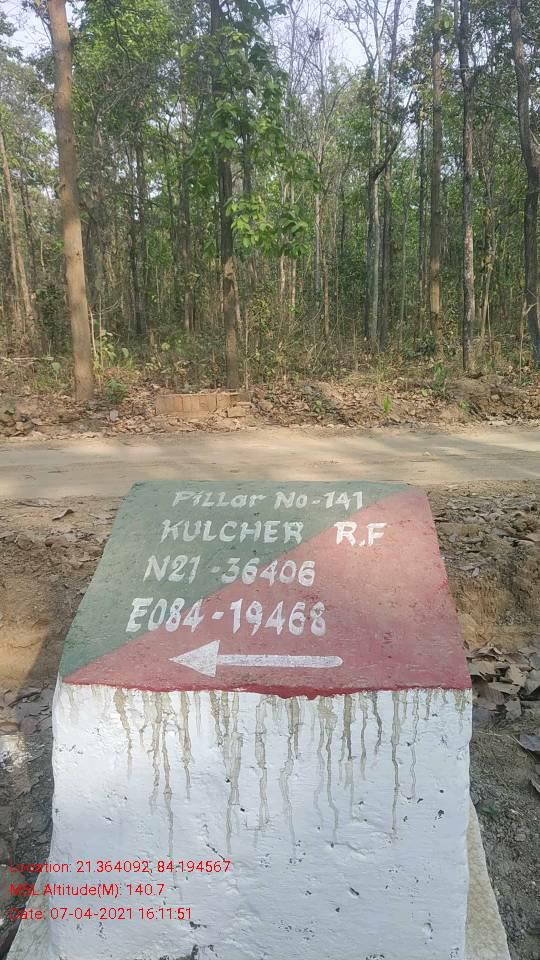 Pillar No-141
KULCHER R.F
N21-36406
E084-19468
Location: 21.364092, 84.194567
MSL Altitude(M): 140.7
Date: 07-04-2021 16:11:51